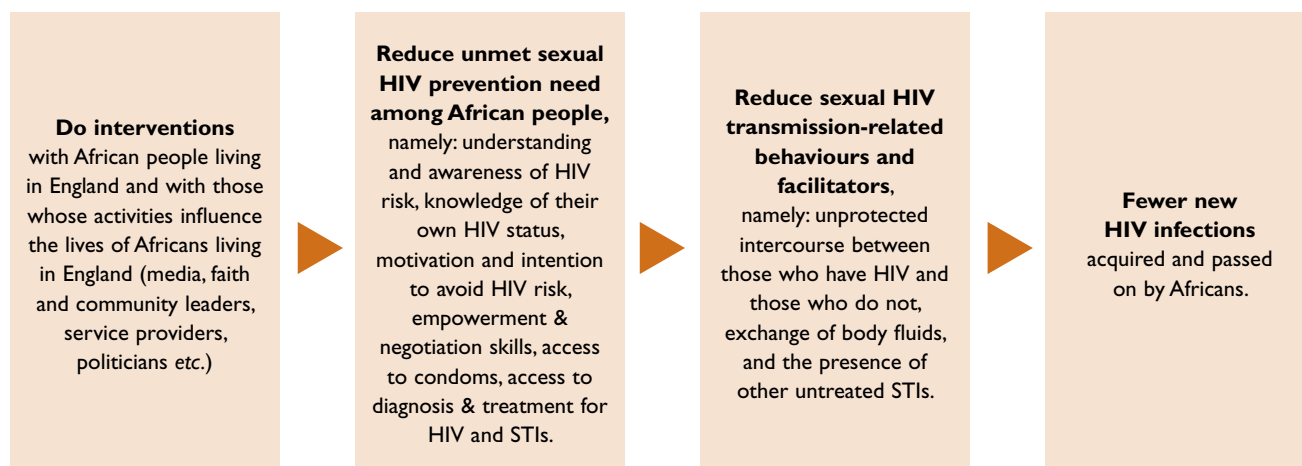 Do interventions
with African people living
in England and with those
whose activities influence
the lives of Africans living
in England (media, faith
and community leaders,
service providers,
politicians etc.)
Reduce unmet sexual
HIV prevention need
among African people,
namely: understanding
and awareness of HIV
risk, knowledge of their
own HIV status,
motivation and intention
to avoid HIV risk,
empowerment &
negotiation skills, access
to condoms, access to
diagnosis & treatment for
HIV and STIs.
Reduce sexual HIV
transmission-related
behaviours and
facilitators,
namely: unprotected
intercourse between
those who have HIV and
those who do not,
exchange of body fluids,
and the presence of
other untreated STIs.
Fewer new
HIV infections
acquired and passed
on by Africans.